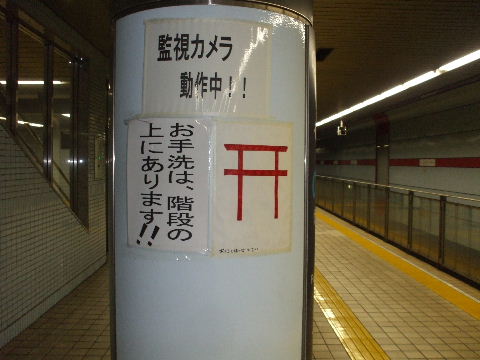 監視カメラ
動作中!!
お手洗は、階段の
上にあります!!